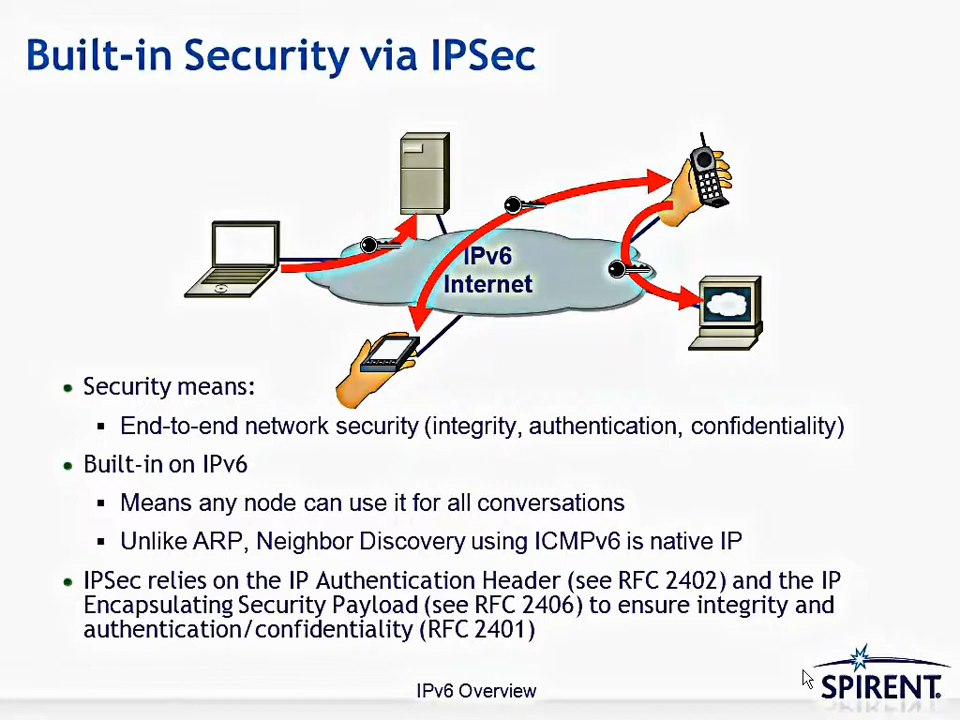 Built-in Security via IPSec
IPv6
Internet
• Security means:
▪ End-to-end network security (integrity, authentication, confidentiality)
• Built-in on IPv6
▪ Means any node can use it for all conversations
▪ Unlike ARP, Neighbor Discovery using ICMPv6 is native IP
• IPSec relies on the IP Authentication Header (see RFC 2402) and the IP
Encapsulating Security Payload (see RFC 2406) to ensure integrity and
authentication/confidentiality (RFC 2401)
IPv6 Overview
SPIRENT®